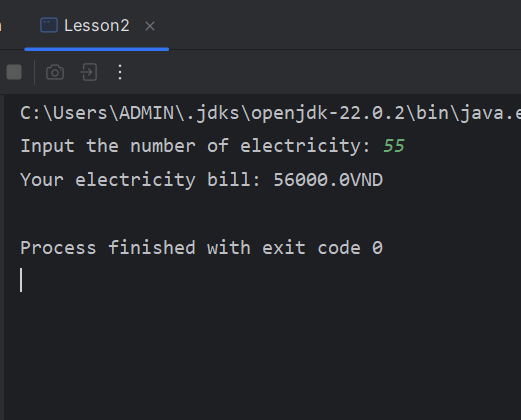 Lesson2
C:\Users\ADMIN\.jdks\openjdk-22.0.2\bin\java.e
Input the number of electricity: 55
Your electricity bill: 56000.0VND
Process finished with exit code 0